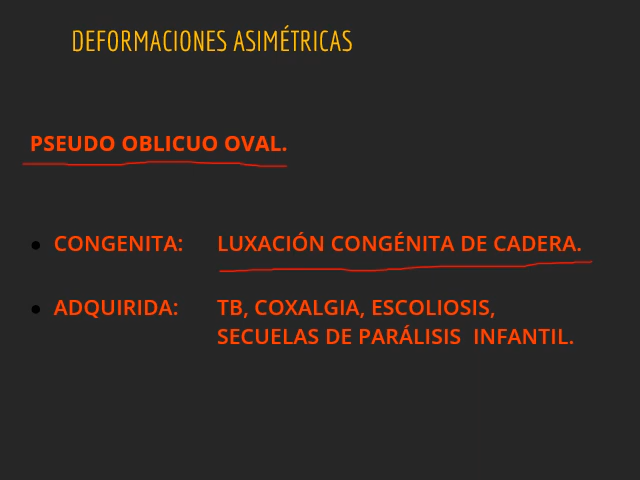 DEFORMACIONES ASIMÉTRICAS
PSEUDO OBLICUO OVAL.
● CONGENITA: LUXACIÓN CONGÉNITA DE CADERA.
● ADQUIRIDA: TB, COXALGIA, ESCOLIOSIS,
SECUELAS DE PARÁLISIS INFANTIL.